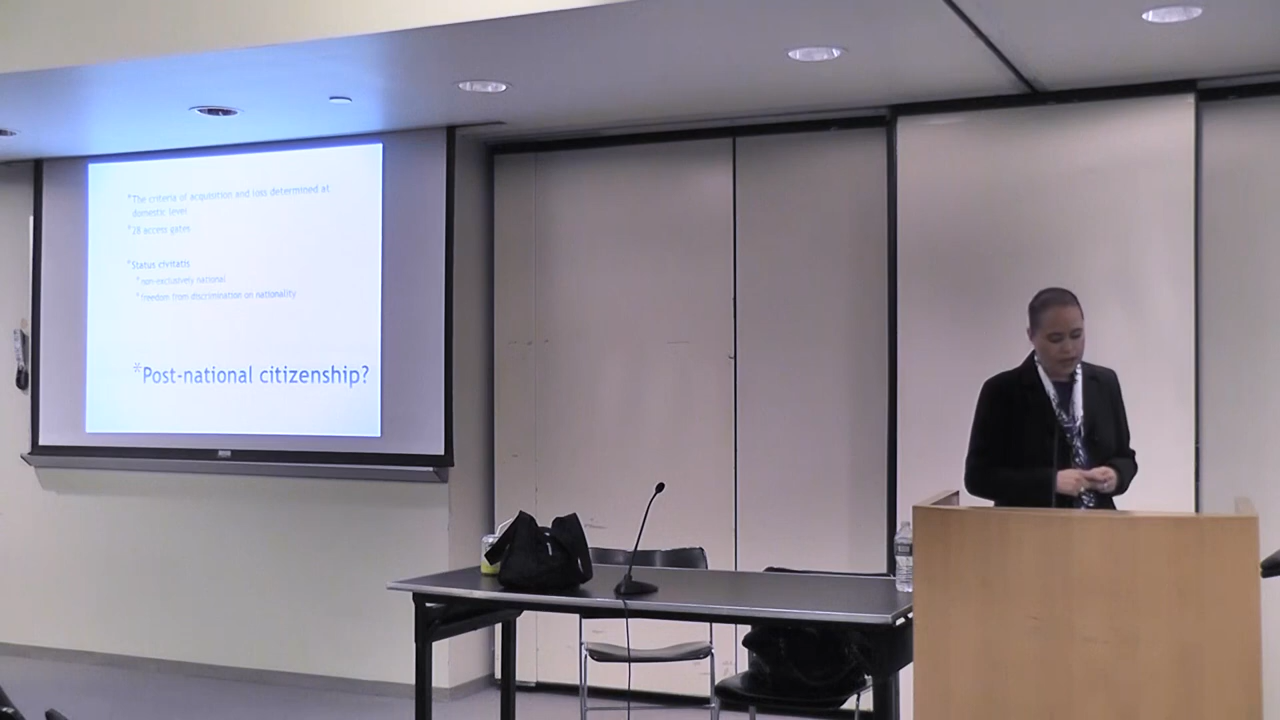 *The criteria of acquisition and loss determined at
domestic level
*28 access gates
*Status civitatis
*non-exclusively national
*freedom from discrimination on nationality
*Post-national citizenship?